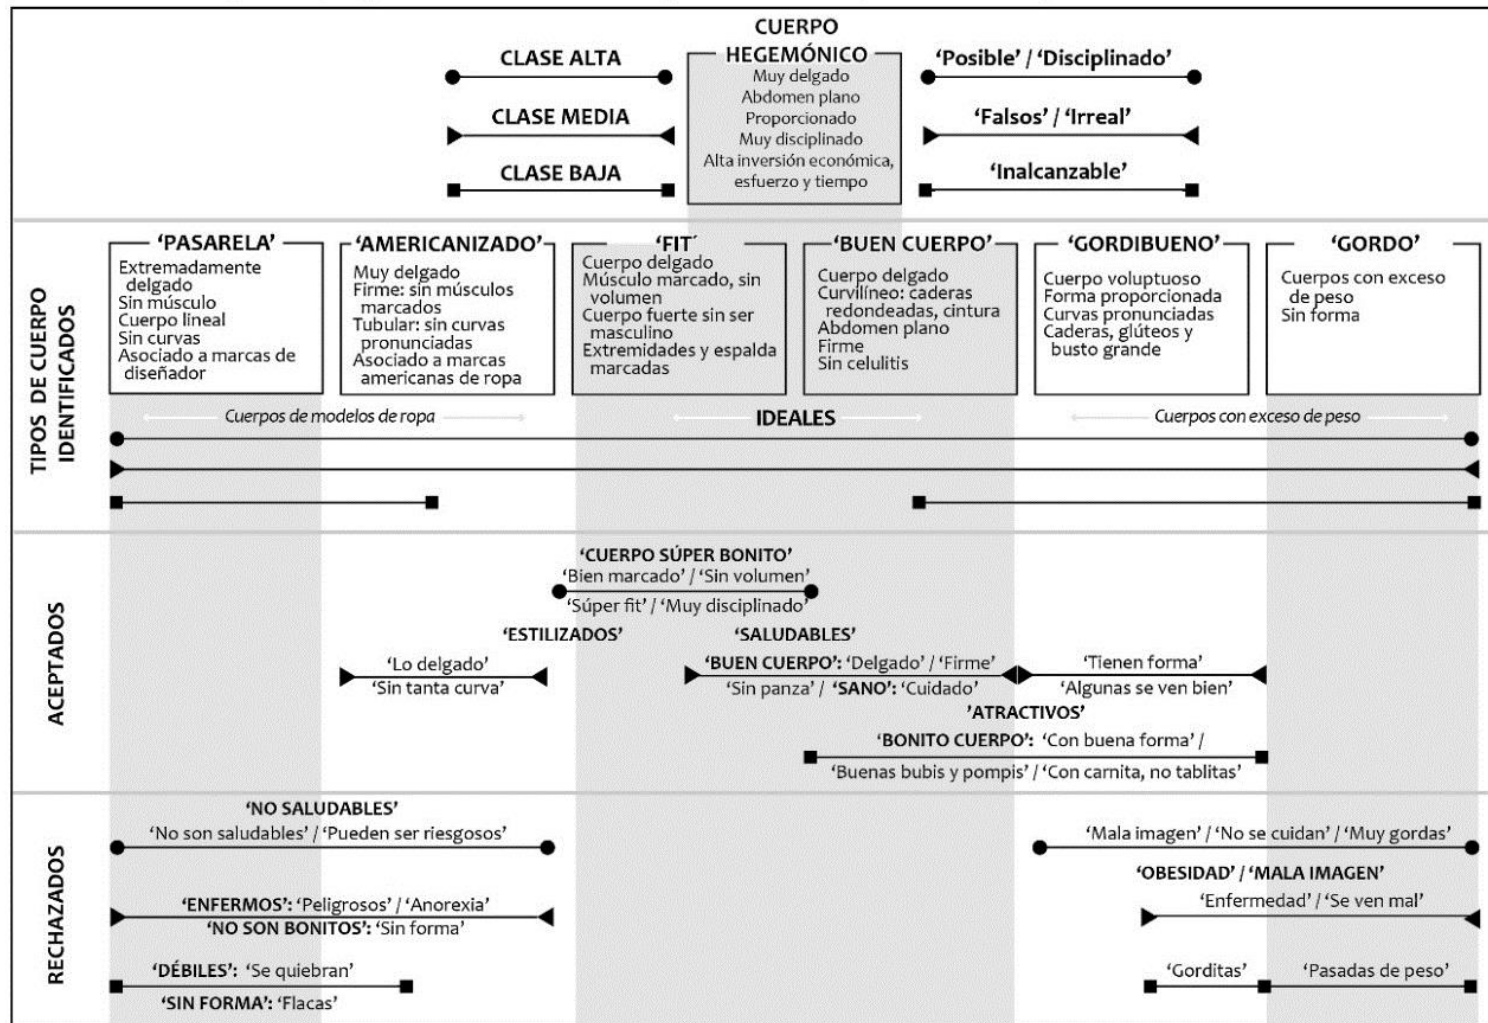 CUERPO
HEGEMÓNICO
Muy delgado
Abdomen plano
Proporcionado
Muy disciplinado
Alta inversión económica,
esfuerzo y tiempo
CLASE ALTA
CLASE MEDIA
CLASE BAJA
‘Posible’ / ‘Disciplinado’
‘Falsos’ / ‘Irreal’
‘Inalcanzable’
TIPOS DE CUERPO
IDENTIFICADOS
‘PASARELA’
Extremadamente
delgado
Sin músculo
Cuerpo líneal
Sin curvas
Asociado a marcas de
diseñador
‘AMERICANIZADO’
Muy delgado
Firme: sin músculos
marcados
Tubular: sin curvas
pronunciadas
Asociado a marcas
americanas de ropa
‘FIT´
Cuerpo delgado
Músculo marcado, sin
volumen
Cuerpo fuerte sin ser
masculino
Extremidades y espalda
marcadas
‘BUEN CUERPO’
Cuerpo delgado
Curvilíneo: caderas
redondeadas, cintura
Abdomen plano
Firme
Sin celulitis
‘GORDIBUENO’
Cuerpo voluptuoso
Forma proporcionada
Curvas pronunciadas
Caderas, glúteos y
busto grande
‘GORDO’
Cuerpos con exceso
de peso
Sin forma
Cuerpos de modelos de ropa
IDEALES
Cuerpos con exceso de peso
ACEPTADOS
‘CUERPO SÚPER BONITO’
‘Bien marcado’ / ‘Sin volumen’
‘Súper fit’ / ‘Muy disciplinado’
‘ESTILIZADOS’
‘SALUDABLES’
‘Lo delgado’
‘Sin tanta curva’
‘BUEN CUERPO’: ‘Delgado’ / ‘Firme’
‘Sin panza’ / ‘SANO’: ‘Cuidado’
‘Tienen forma’
‘Algunas se ven bien’
’ATRACTIVOS’
‘BONITO CUERPO’: ‘Con buena forma’ /
‘Buenas bubis y pompis’ / ‘Con carnita, no tablitas’
RECHAZADOS
‘NO SALUDABLES’
‘No son saludables’ / ‘Pueden ser riesgosos’
‘ENFERMOS’: ‘Peligrosos’ / ‘Anorexia’
‘NO SON BONITOS’: ‘Sin forma’
‘DÉBILES’: ‘Se quiebran’
‘SIN FORMA’: ‘Flacas’
‘Mala imagen’ / ‘No se cuidan’ / ‘Muy gordas’
‘OBESIDAD’ / ‘MALA IMAGEN’
‘Enfermedad’ / ‘Se ven mal’
‘Gorditas’
‘Pasadas de peso’